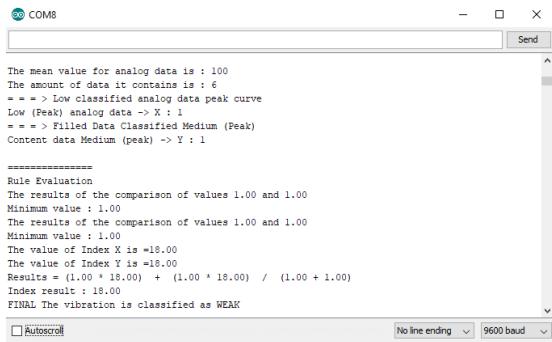 COM8
Send
The mean value for analog data is : 100
The amount of data it contains is : 6
= = = > Low classified analog data peak curve
Low (Peak) analog data -> X : 1
= = = > Filled Data Classified Medium (Peak)
Content data Medium (peak) -> Y : 1
===============
Rule Evaluation
The results of the comparison of values 1.00 and 1.00
Minimum value : 1.00
The results of the comparison of values 1.00 and 1.00
Minimum value : 1.00
The value of Index X is =18.00
The value of Index Y is =18.00
Results = (1.00 * 18.00) + (1.00 * 18.00) / (1.00 + 1.00)
Index result : 18.00
FINAL The vibration is classified as WEAK
Autoscroll No line ending 9600 baud